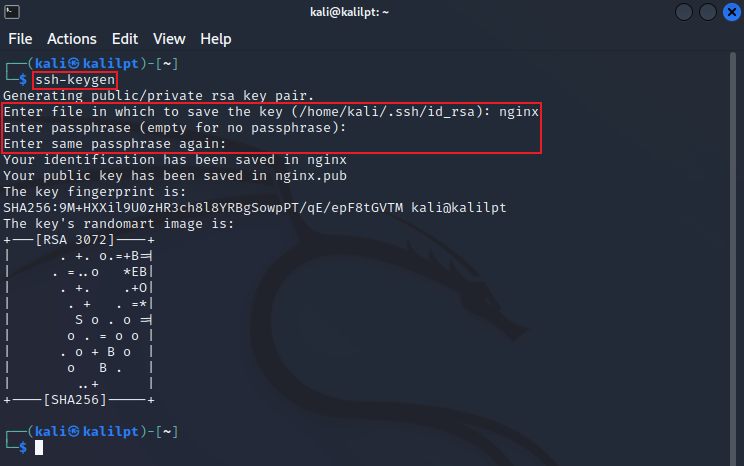 kali@kalilpt: ~
File Actions Edit View Help
┌──(kali㉿kalilpt)-[~]
└─$ ssh-keygen
Generating public/private rsa key pair.
Enter file in which to save the key (/home/kali/.ssh/id_rsa): nginx
Enter passphrase (empty for no passphrase):
Enter same passphrase again:
Your identification has been saved in nginx
Your public key has been saved in nginx.pub
The key fingerprint is:
SHA256:9M+HXXil9U0zHR3ch8l8YRBgSowpPT/qE/epF8tGVTM kali@kalilpt
The key's randomart image is:
+---[RSA 3072]----+
|      . +. o.=+B=|
|     . =..o   *EB|
|      . +.    .+O|
|       . +   . =*|
|        S o . o =|
|       o . = o o |
|      . o + B o  |
|       o   B .   |
|        ..+      |
+----[SHA256]-----+
┌──(kali㉿kalilpt)-[~]
└─$